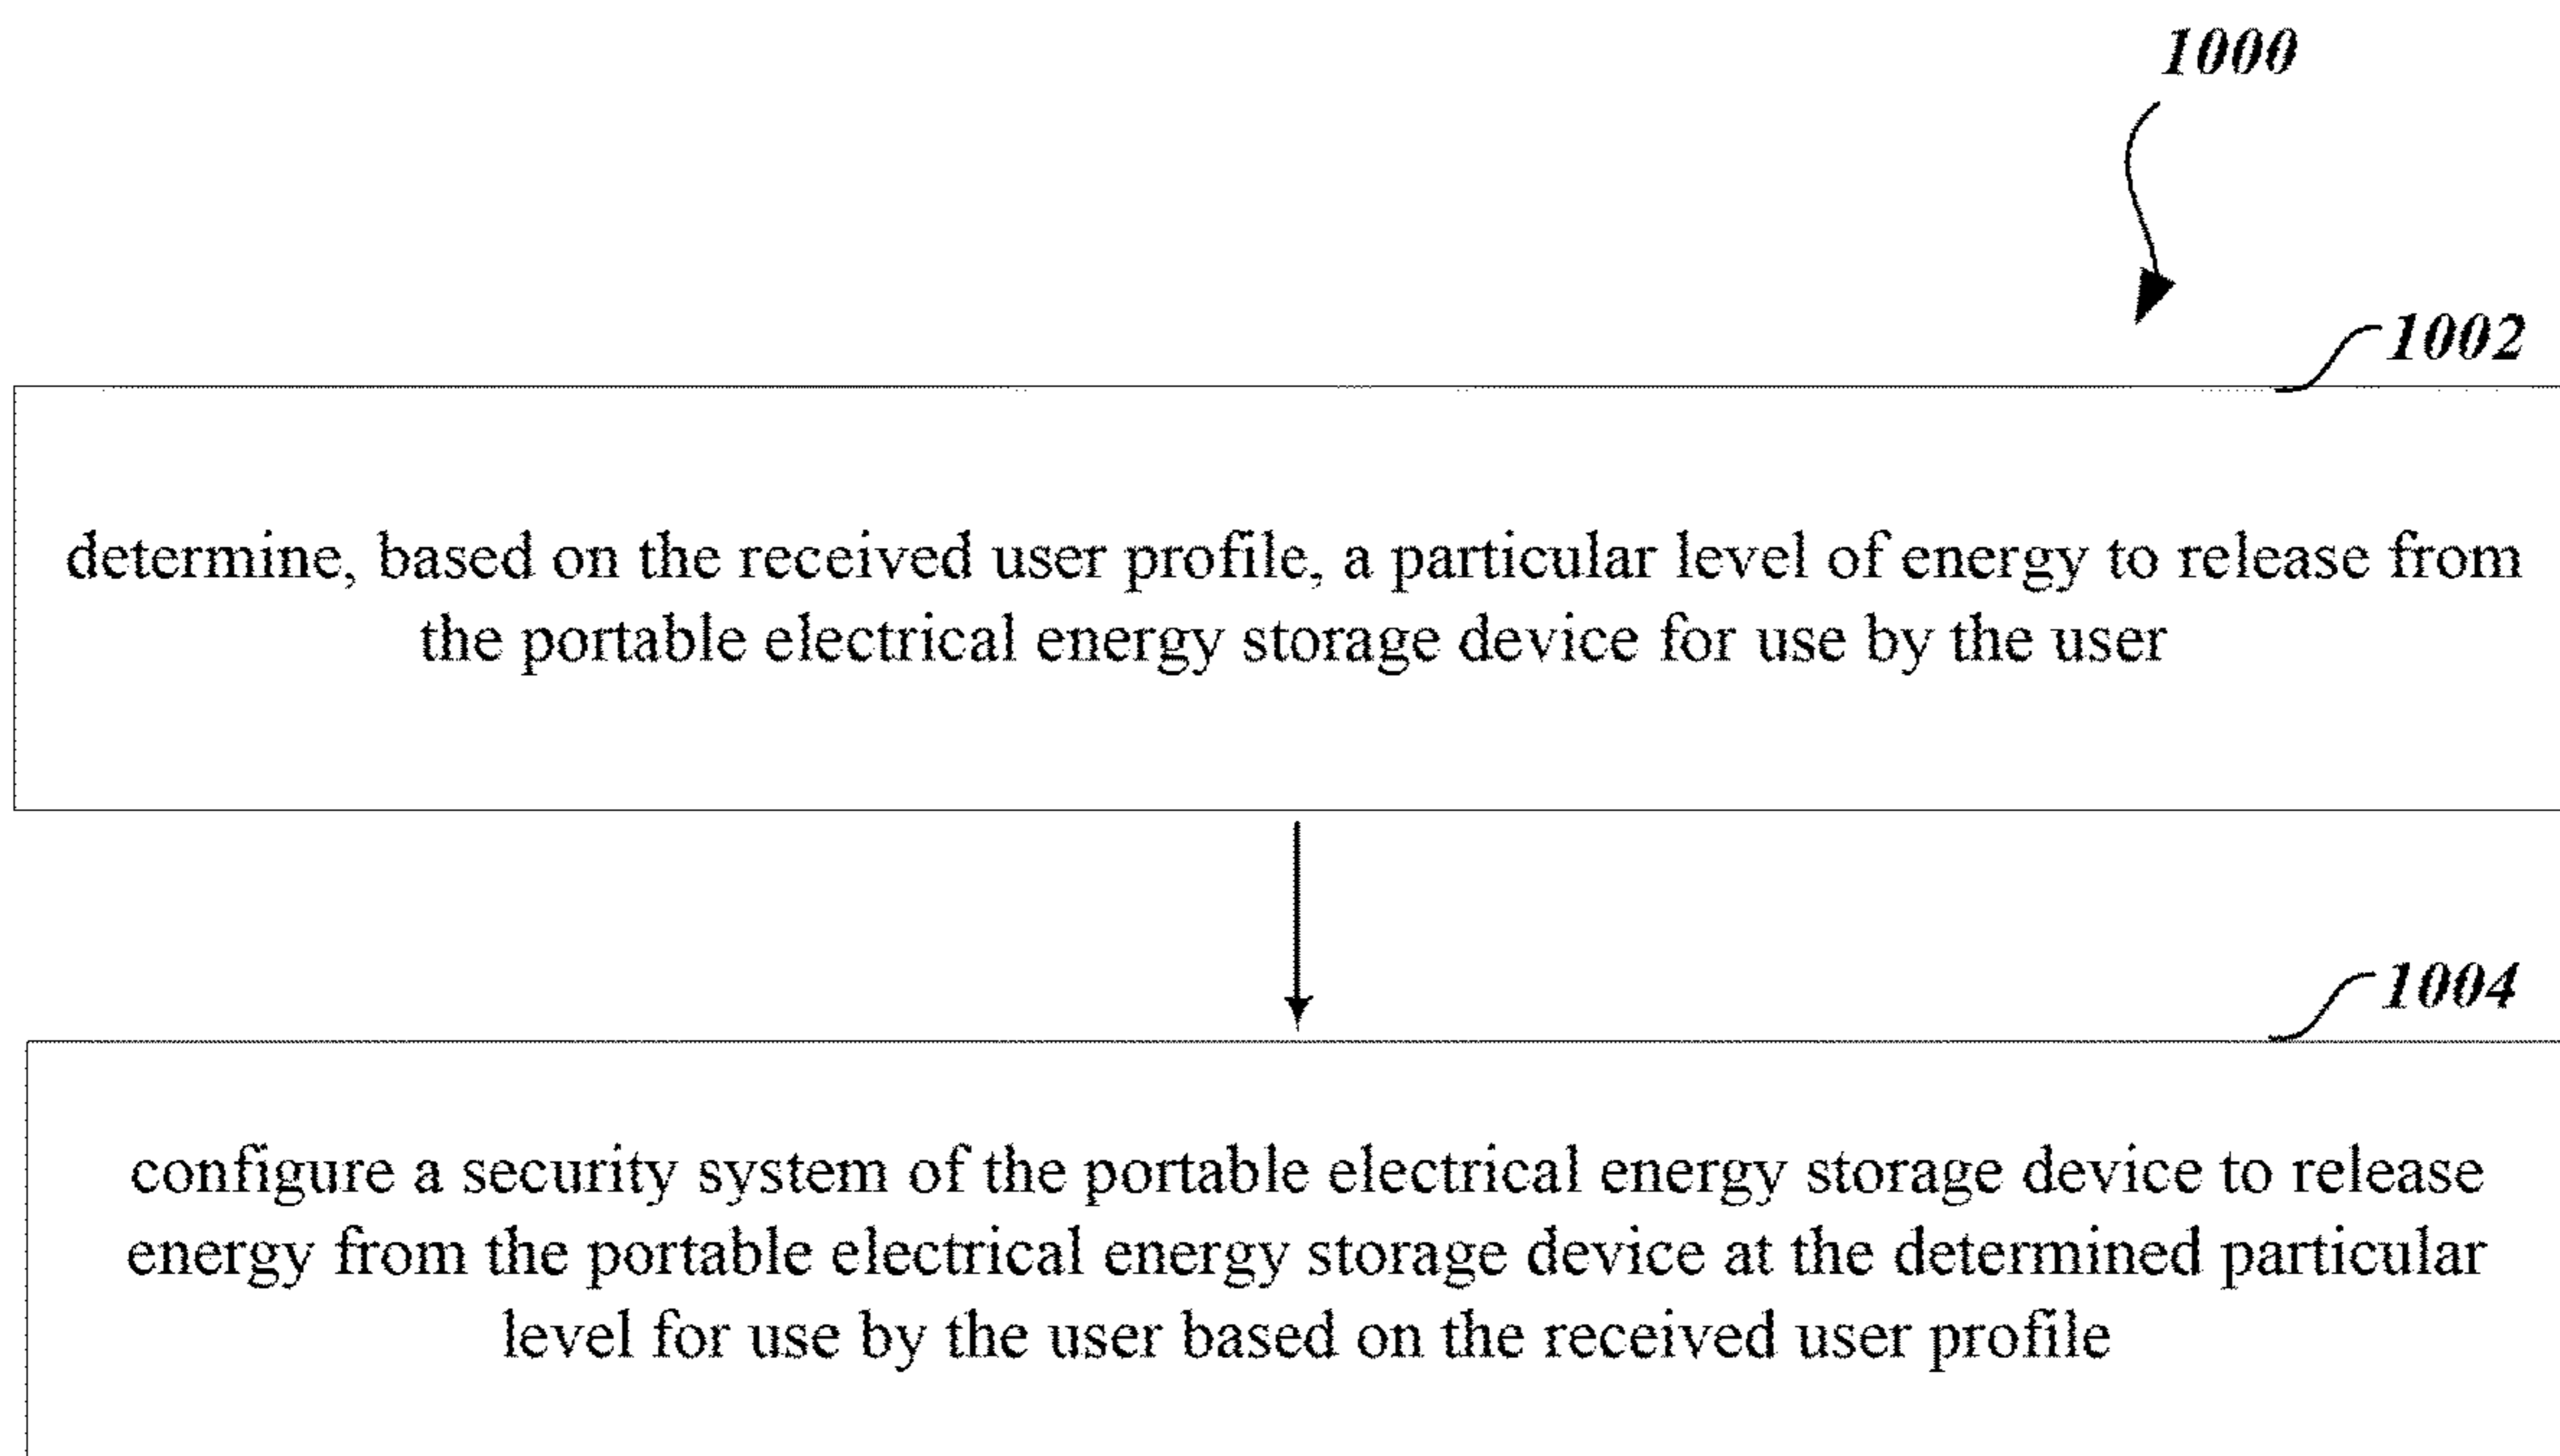 1000
1002
determine, based on the received user profile, a particular level of energy to release from
the portable electrical energy storage device for use by the user
1004
configure a security system of the portable electrical energy storage device to release
energy from the portable electrical energy storage device at the determined particular
level for use by the user based on the received user profile